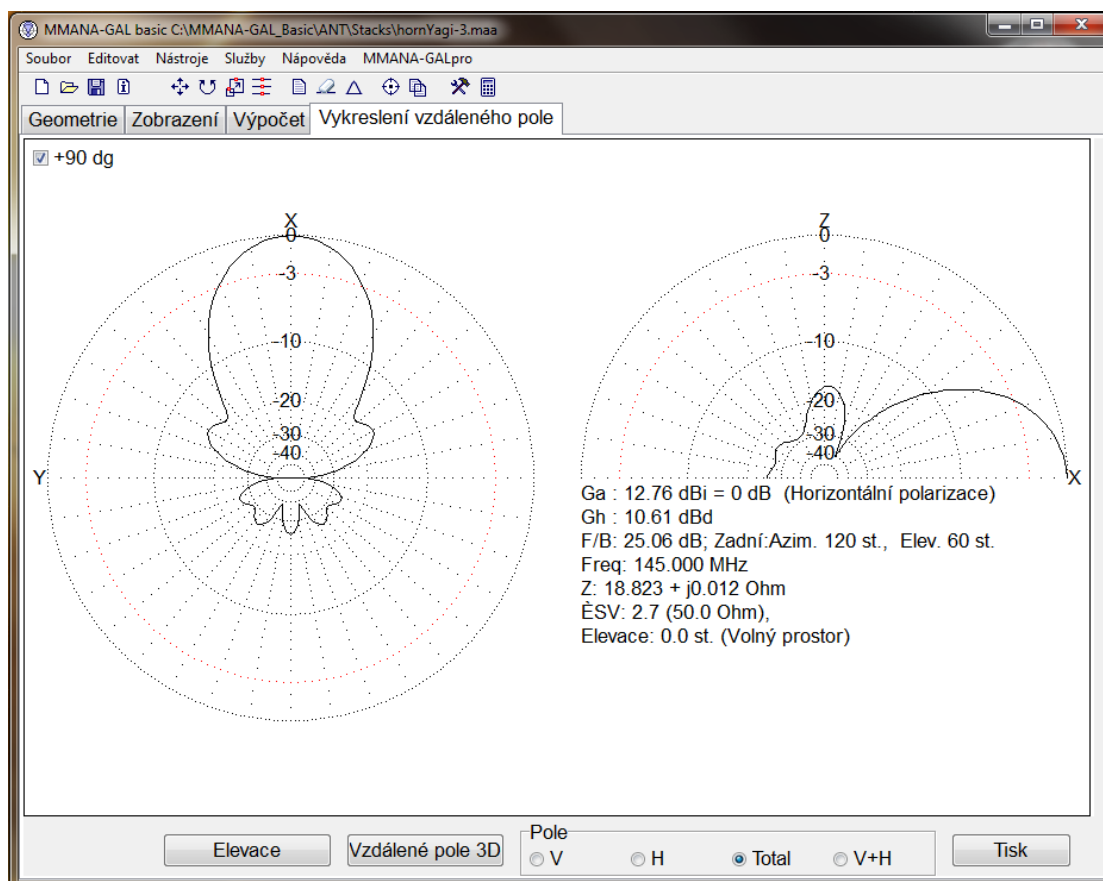 MMANA-GAL basic C:\MMANA-GAL_Basic\ANT\Stacks\hornYagi-3.maa
Soubor Editovat Nástroje Služby Nápověda MMANA-GALpro
Geometrie Zobrazení Výpočet Vykreslení vzdáleného pole
+90 dg
X
0
-3
-10
-20
-30
-40
Y
Z
0
-3
-10
-20
-30
-40
X
Ga : 12.76 dBi = 0 dB (Horizontální polarizace)
Gh : 10.61 dBd
F/B: 25.06 dB; Zadní:Azim. 120 st., Elev. 60 st.
Freq: 145.000 MHz
Z: 18.823 + j0.012 Ohm
ÈSV: 2.7 (50.0 Ohm),
Elevace: 0.0 st. (Volný prostor)
Elevace
Vzdálené pole 3D
Pole
V H Total V+H
Tisk